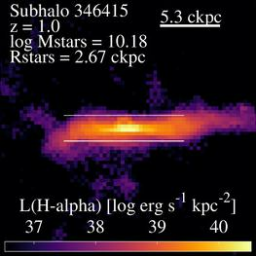 Subhalo 346415
5.3 ckpc
z = 1.0
log Mstars = 10.18
Rstars = 2.67 ckpc
L(H-alpha) [log erg s⁻¹ kpc⁻²]
37 38 39 40